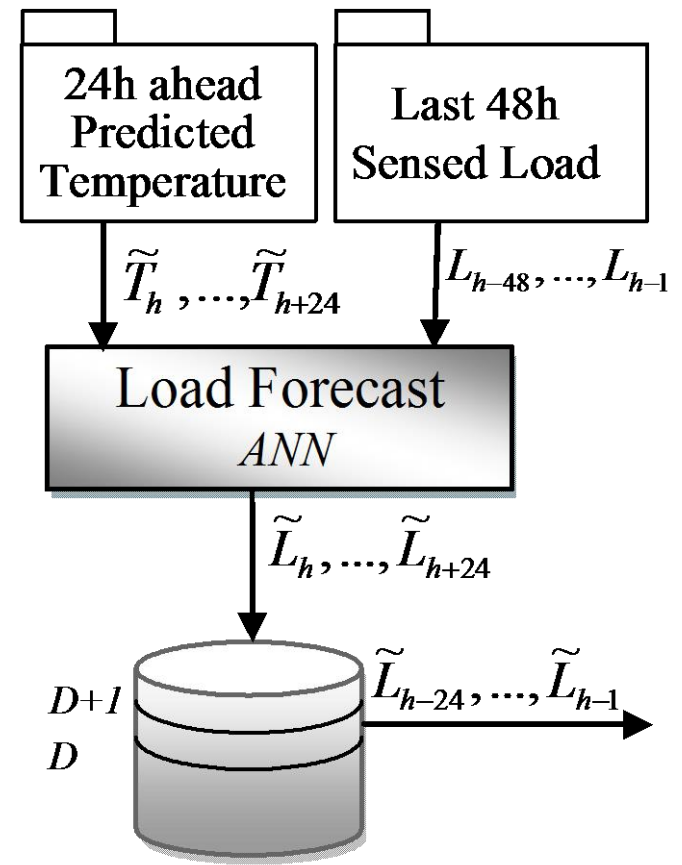 24h ahead
Predicted
Temperature
Last 48h
Sensed Load
T̃ₕ ,...,T̃ₕ₊₂₄
Lₕ₋₄₈,..., Lₕ₋₁
Load Forecast
ANN
L̃ₕ,..., L̃ₕ₊₂₄
L̃ₕ₋₂₄,..., L̃ₕ₋₁
D+1
D